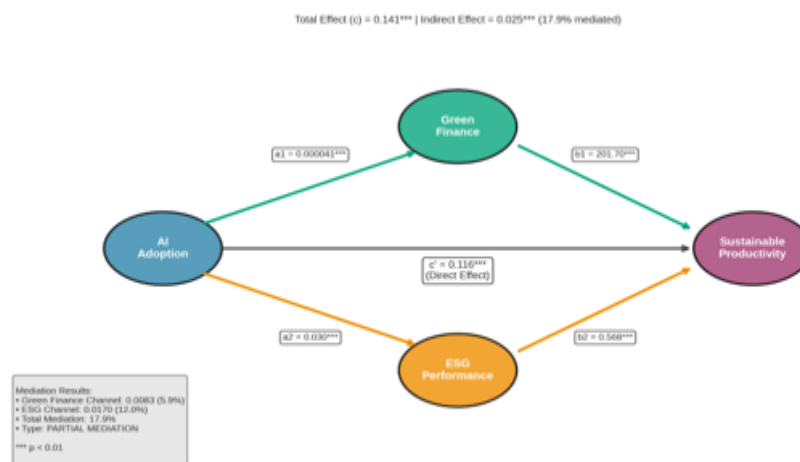 Total Effect (c) = 0.141*** | Indirect Effect = 0.025*** (17.9% mediated)
Green
Finance
a1 = 0.000041***
b1 = 201.70***
AI
Adoption
Sustainable
Productivity
c' = 0.116***
(Direct Effect)
a2 = 0.030***
b2 = 0.568***
ESG
Performance
Mediation Results:
• Green Finance Channel: 0.0083 (5.9%)
• ESG Channel: 0.0170 (12.0%)
• Total Mediation: 17.9%
• Type: PARTIAL MEDIATION
*** p < 0.01